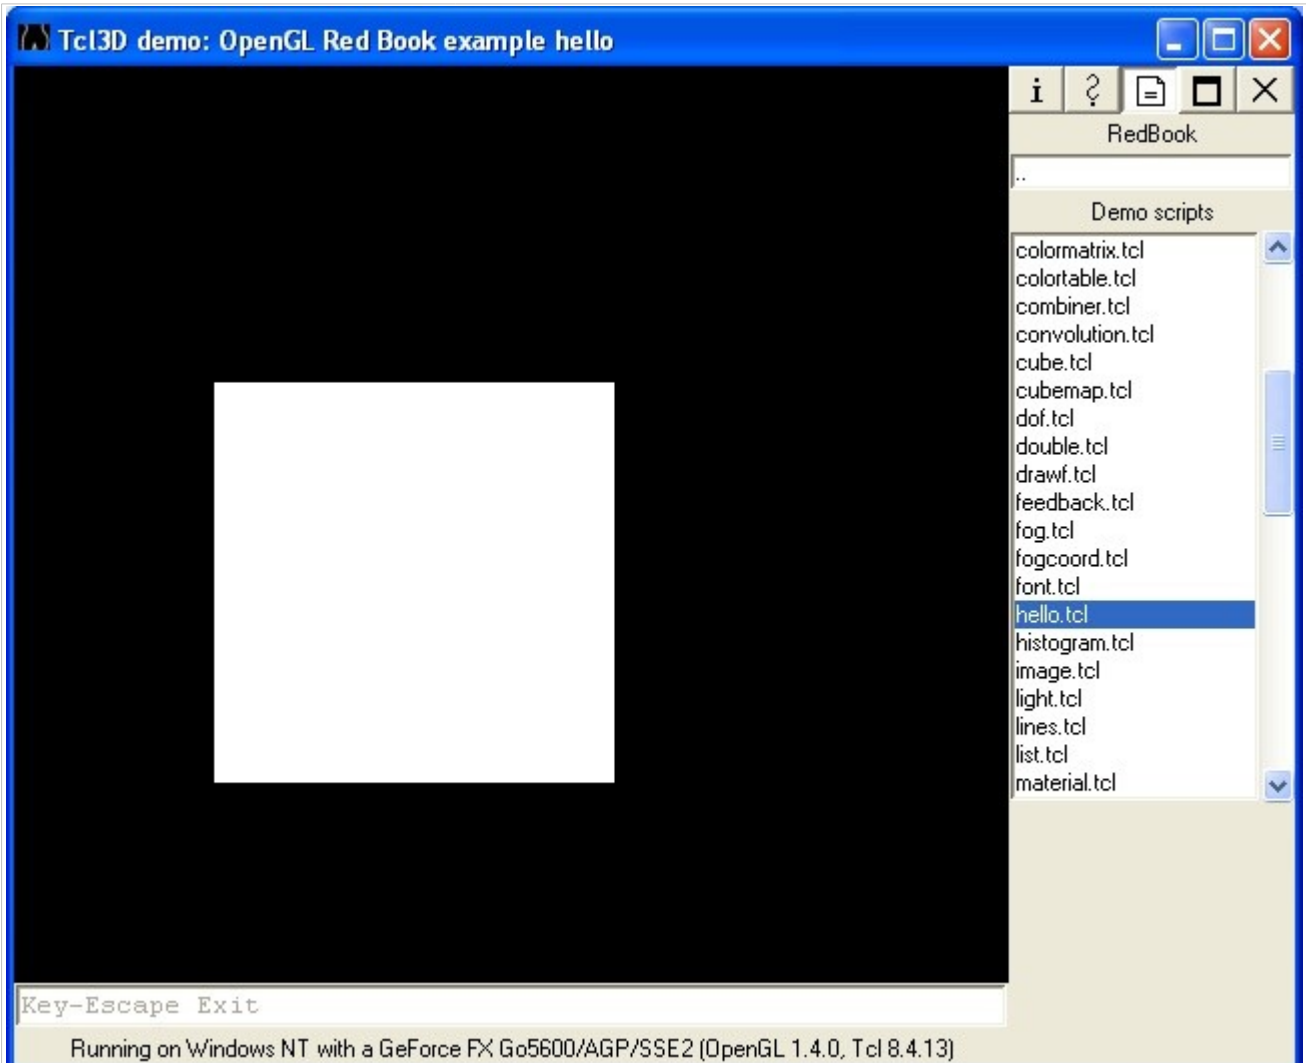 Tcl3D demo: OpenGL Red Book example hello
i ?
RedBook
..
Demo scripts
colormatrix.tcl
colortable.tcl
combiner.tcl
convolution.tcl
cube.tcl
cubemap.tcl
dof.tcl
double.tcl
drawf.tcl
feedback.tcl
fog.tcl
fogcoord.tcl
font.tcl
hello.tcl
histogram.tcl
image.tcl
light.tcl
lines.tcl
list.tcl
material.tcl
Key-Escape Exit
Running on Windows NT with a GeForce FX Go5600/AGP/SSE2 (OpenGL 1.4.0, Tcl 8.4.13)